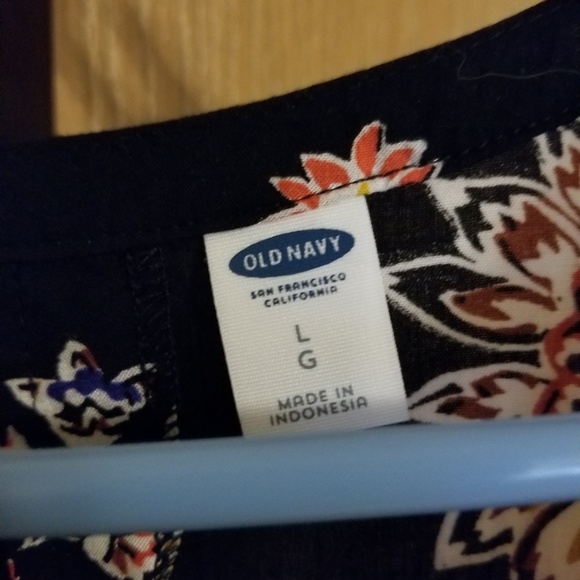 OLD NAVY
SAN FRANCISCO
CALIFORNIA
L
G
MADE IN
INDONESIA